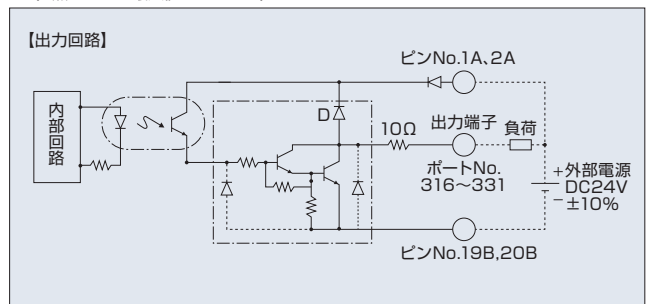 【出力回路】
ピンNo.1A、2A
内部回路
D
10Ω
出力端子
負荷
ポートNo.
316〜331
+外部電源
DC24V
−±10%
ピンNo.19B,20B